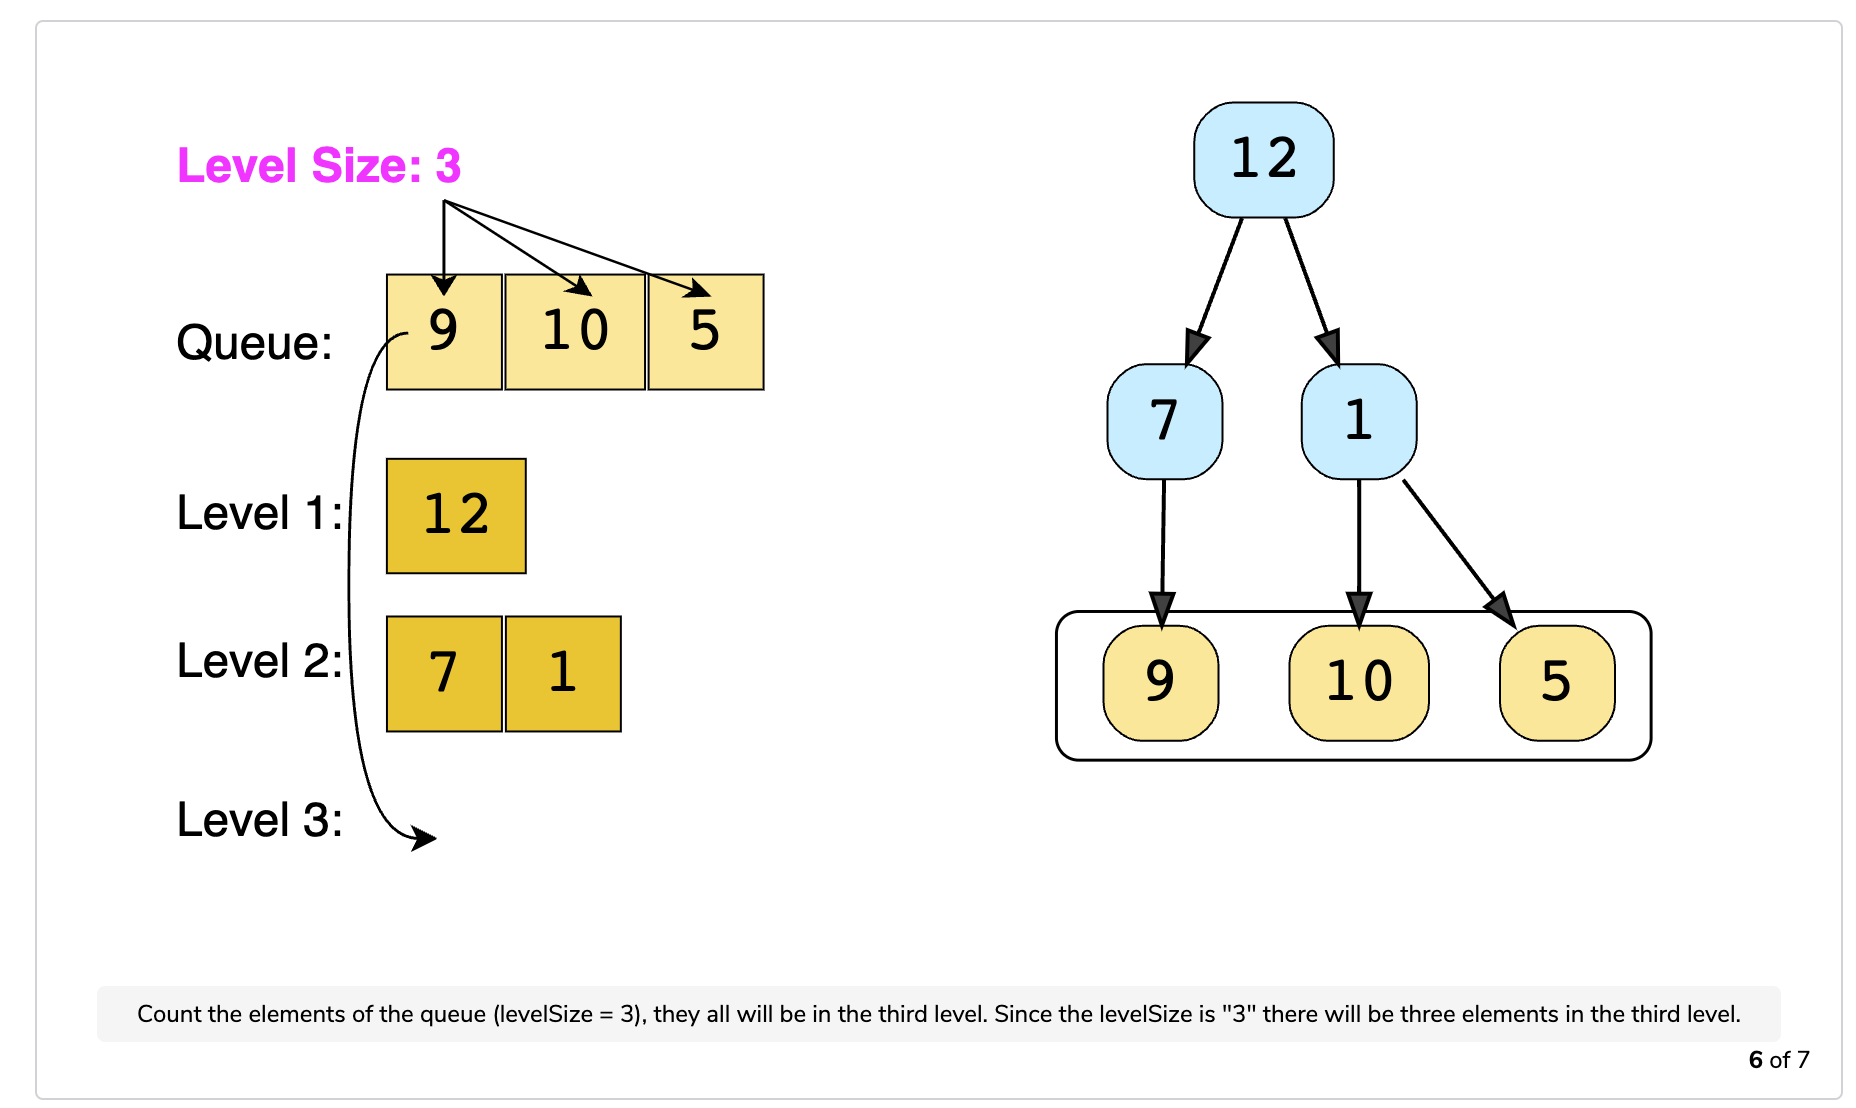 Level Size: 3
Queue: 9 10 5
Level 1: 12
Level 2: 7 1
Level 3:
12
7 1
9 10 5
Count the elements of the queue (levelSize = 3), they all will be in the third level. Since the levelSize is "3" there will be three elements in the third level.
6 of 7